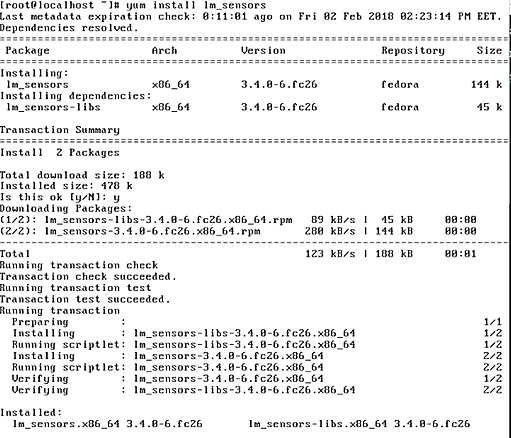 [root@localhost ~]# yum install lm_sensors
Last metadata expiration check: 0:11:01 ago on Fri 02 Feb 2018 02:23:14 PM EET.
Dependencies resolved.
================================================================================
 Package Arch Version Repository Size
================================================================================
Installing:
 lm_sensors x86_64 3.4.0-6.fc26 fedora 144 k
Installing dependencies:
 lm_sensors-libs x86_64 3.4.0-6.fc26 fedora 45 k

Transaction Summary
================================================================================
Install  2 Packages

Total download size: 188 k
Installed size: 478 k
Is this ok [y/N]: y
Downloading Packages:
(1/2): lm_sensors-libs-3.4.0-6.fc26.x86_64.rpm 89 kB/s | 45 kB 00:00
(2/2): lm_sensors-3.4.0-6.fc26.x86_64.rpm 280 kB/s | 144 kB 00:00
--------------------------------------------------------------------------------
Total 123 kB/s | 188 kB 00:01
Running transaction check
Transaction check succeeded.
Running transaction test
Transaction test succeeded.
Running transaction
  Preparing : 1/1
  Installing : lm_sensors-libs-3.4.0-6.fc26.x86_64 1/2
  Running scriptlet: lm_sensors-libs-3.4.0-6.fc26.x86_64 1/2
  Installing : lm_sensors-3.4.0-6.fc26.x86_64 2/2
  Running scriptlet: lm_sensors-3.4.0-6.fc26.x86_64 2/2
  Verifying : lm_sensors-3.4.0-6.fc26.x86_64 1/2
  Verifying : lm_sensors-libs-3.4.0-6.fc26.x86_64 2/2

Installed:
  lm_sensors.x86_64 3.4.0-6.fc26 lm_sensors-libs.x86_64 3.4.0-6.fc26